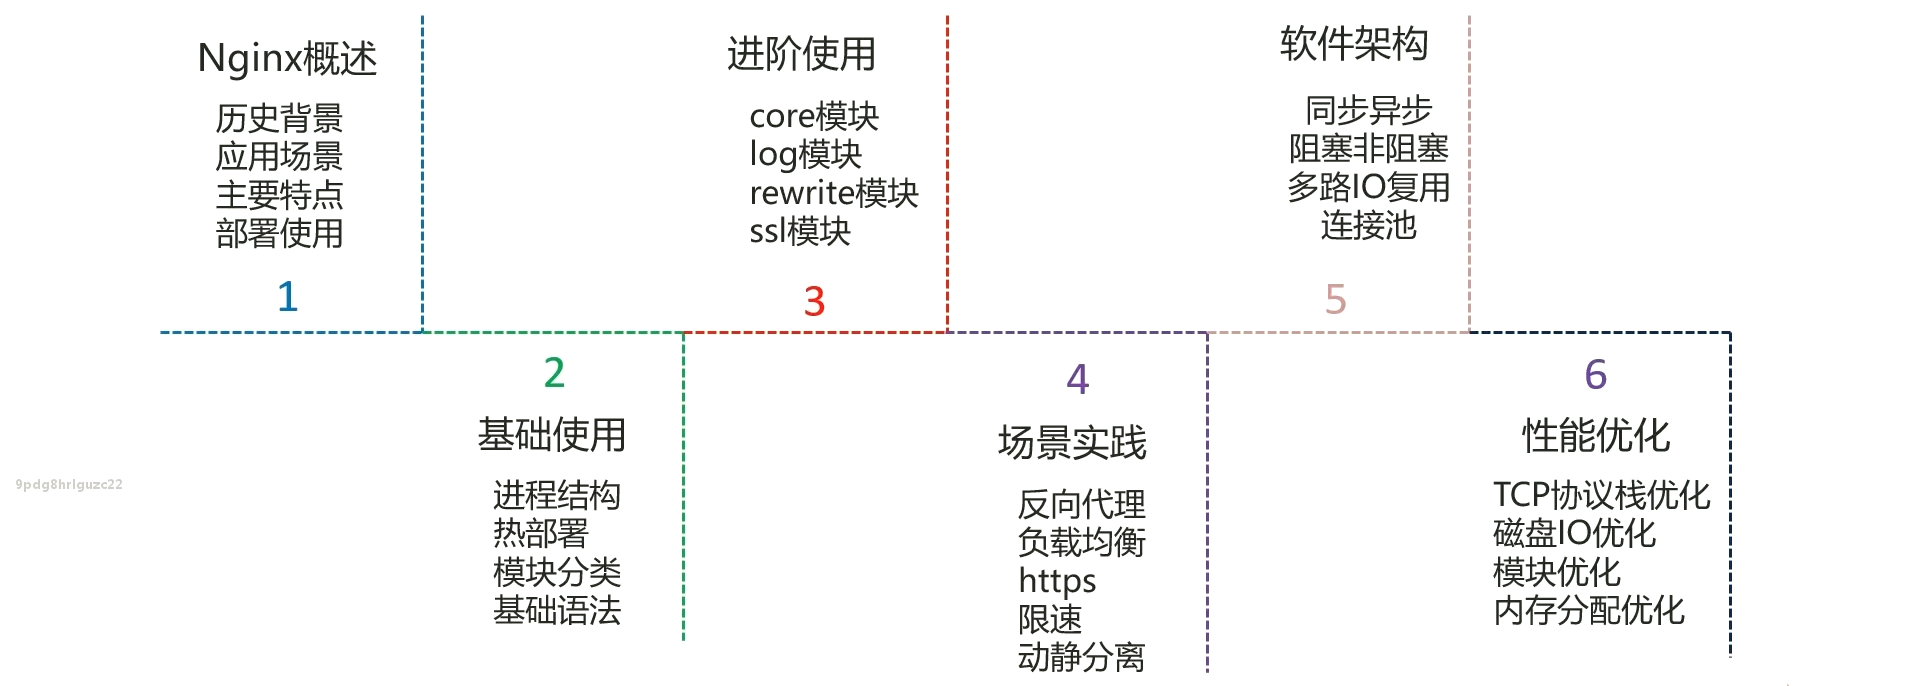 Nginx概述
历史背景
应用场景
主要特点
部署使用
1
2
基础使用
进程结构
热部署
模块分类
基础语法
进阶使用
core模块
log模块
rewrite模块
ssl模块
3
4
场景实践
反向代理
负载均衡
https
限速
动静分离
软件架构
同步异步
阻塞非阻塞
多路IO复用
连接池
5
6
性能优化
TCP协议栈优化
磁盘IO优化
模块优化
内存分配优化
9pdg8hrlguzc22